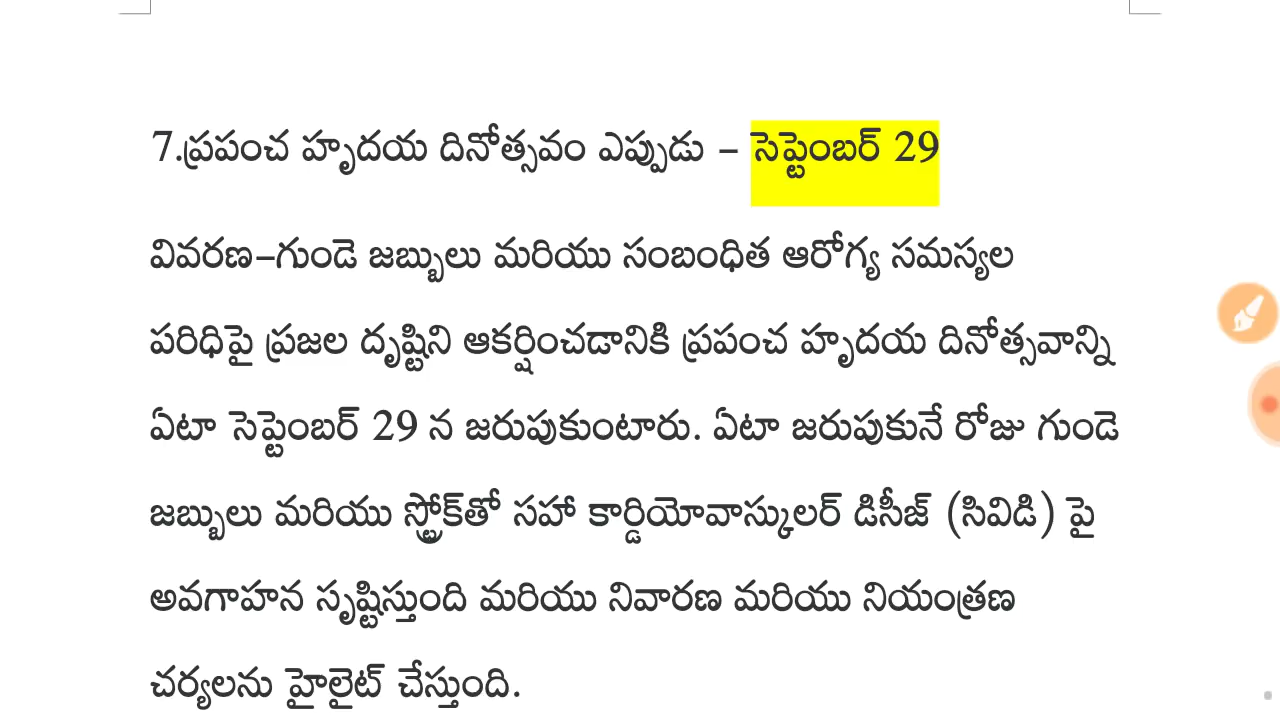 7.ప్రపంచ హృదయ దినోత్సవం ఎప్పుడు – సెప్టెంబర్ 29
వివరణ–గుండె జబ్బులు మరియు సంబంధిత ఆరోగ్య సమస్యల
పరిధిపై ప్రజల దృష్టిని ఆకర్షించడానికి ప్రపంచ హృదయ దినోత్సవాన్ని
ఏటా సెప్టెంబర్ 29 న జరుపుకుంటారు. ఏటా జరుపుకునే రోజు గుండె
జబ్బులు మరియు స్ట్రోక్‌తో సహా కార్డియోవాస్కులర్ డిసీజ్ (సివిడి) పై
అవగాహన సృష్టిస్తుంది మరియు నివారణ మరియు నియంత్రణ
చర్యలను హైలైట్ చేస్తుంది.